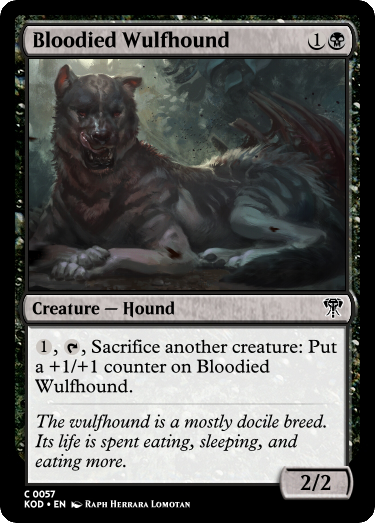 Bloodied Wulfhound 1
Creature — Hound
1, , Sacrifice another creature: Put
a +1/+1 counter on Bloodied
Wulfhound.
The wulfhound is a mostly docile breed.
Its life is spent eating, sleeping, and
eating more.
2/2
C 0057
KOD • EN Raph Herrara Lomotan